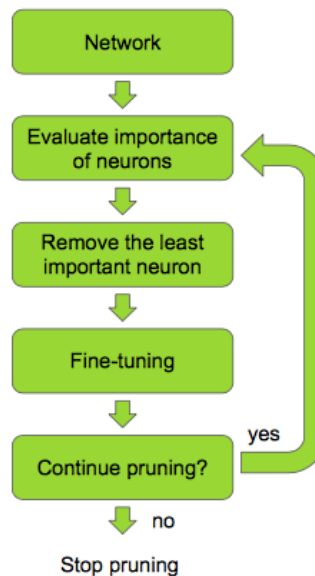 Network
Evaluate importance
of neurons
Remove the least
important neuron
Fine-tuning
yes
Continue pruning?
no
Stop pruning